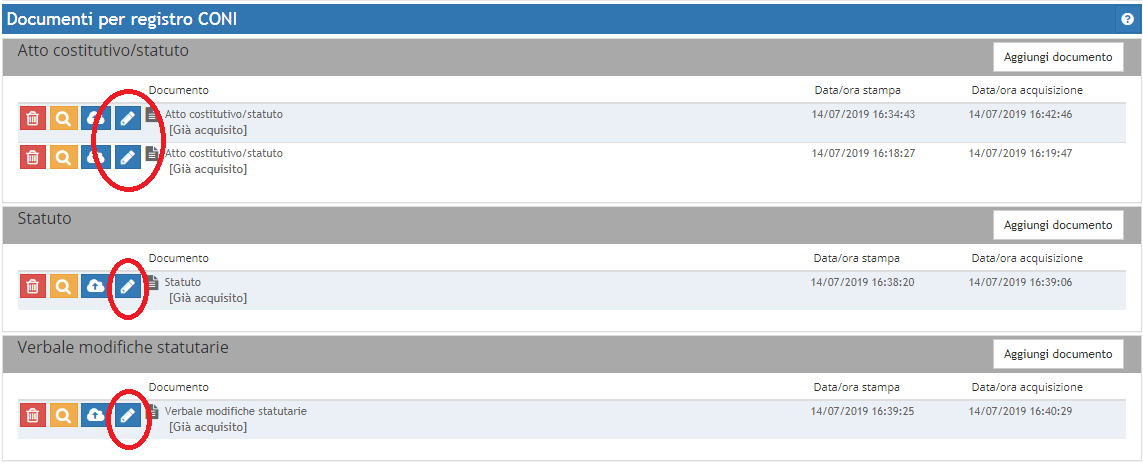 Documenti per registro CONI
Atto costitutivo/statuto
Aggiungi documento
Documento Data/ora stampa Data/ora acquisizione
Atto costitutivo/statuto 14/07/2019 16:34:43 14/07/2019 16:42:46
[Già acquisito]
Atto costitutivo/statuto 14/07/2019 16:18:27 14/07/2019 16:19:47
[Già acquisito]
Statuto
Aggiungi documento
Documento Data/ora stampa Data/ora acquisizione
Statuto 14/07/2019 16:38:20 14/07/2019 16:39:06
[Già acquisito]
Verbale modifiche statutarie
Aggiungi documento
Documento Data/ora stampa Data/ora acquisizione
Verbale modifiche statutarie 14/07/2019 16:39:25 14/07/2019 16:40:29
[Già acquisito]